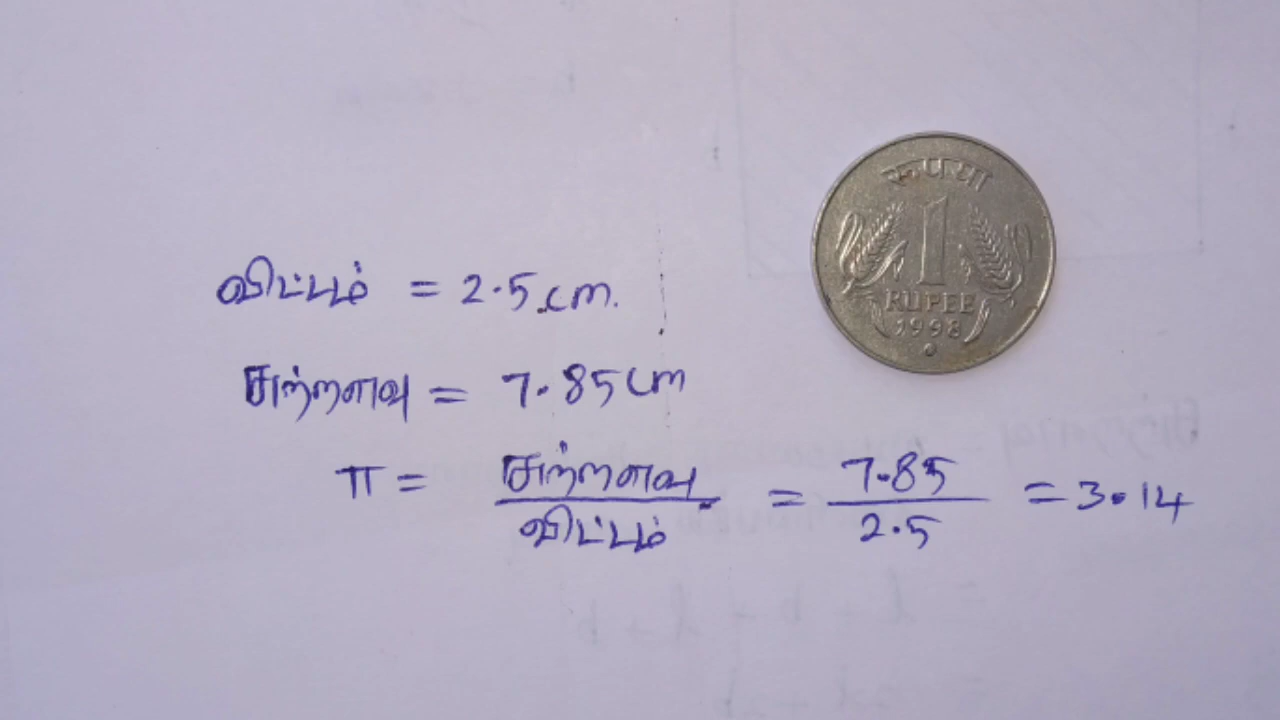 रूपया
1
RUPEE
1998
விட்டம் = 2.5 cm.
சுற்றளவு = 7.85 cm
π = சுற்றளவு / விட்டம் = 7.85 / 2.5 = 3.14